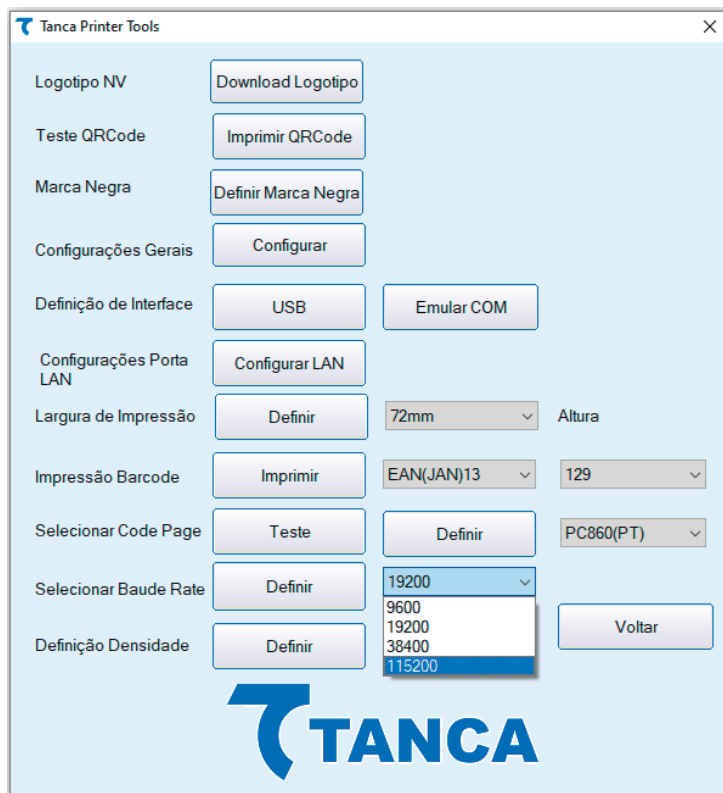 Tanca Printer Tools
Logotipo NV Download Logotipo
Teste QRCode Imprimir QRCode
Marca Negra Definir Marca Negra
Configurações Gerais Configurar
Definição de Interface USB Emular COM
Configurações Porta
LAN Configurar LAN
Largura de Impressão Definir 72mm Altura
Impressão Barcode Imprimir EAN(JAN)13 129
Selecionar Code Page Teste Definir PC860(PT)
Selecionar Baude Rate Definir 19200
9600
19200
38400
115200
Voltar
Definição Densidade Definir
TANCA